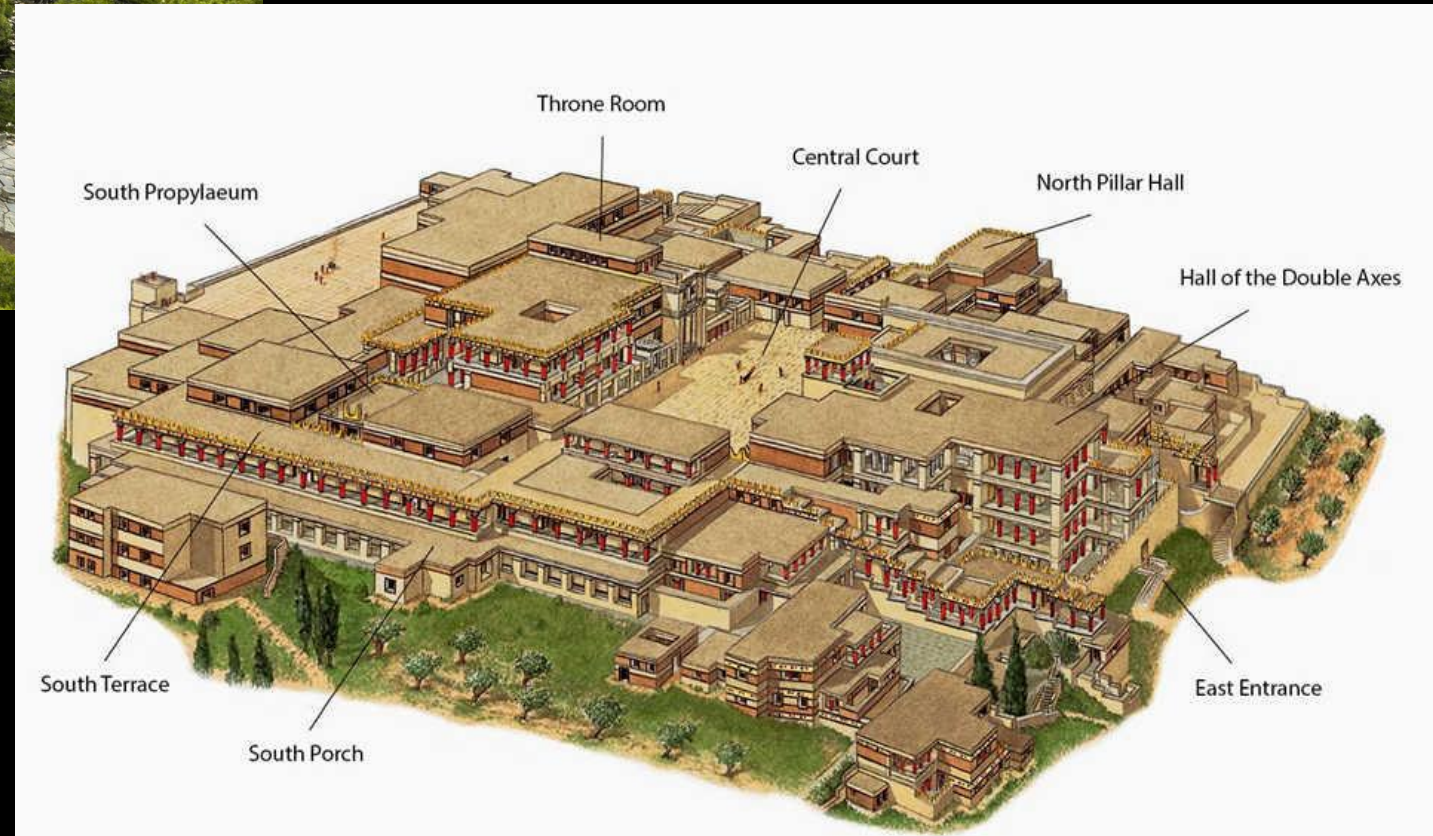 Throne Room
Central Court
North Pillar Hall
South Propylaeum
Hall of the Double Axes
South Terrace
East Entrance
South Porch